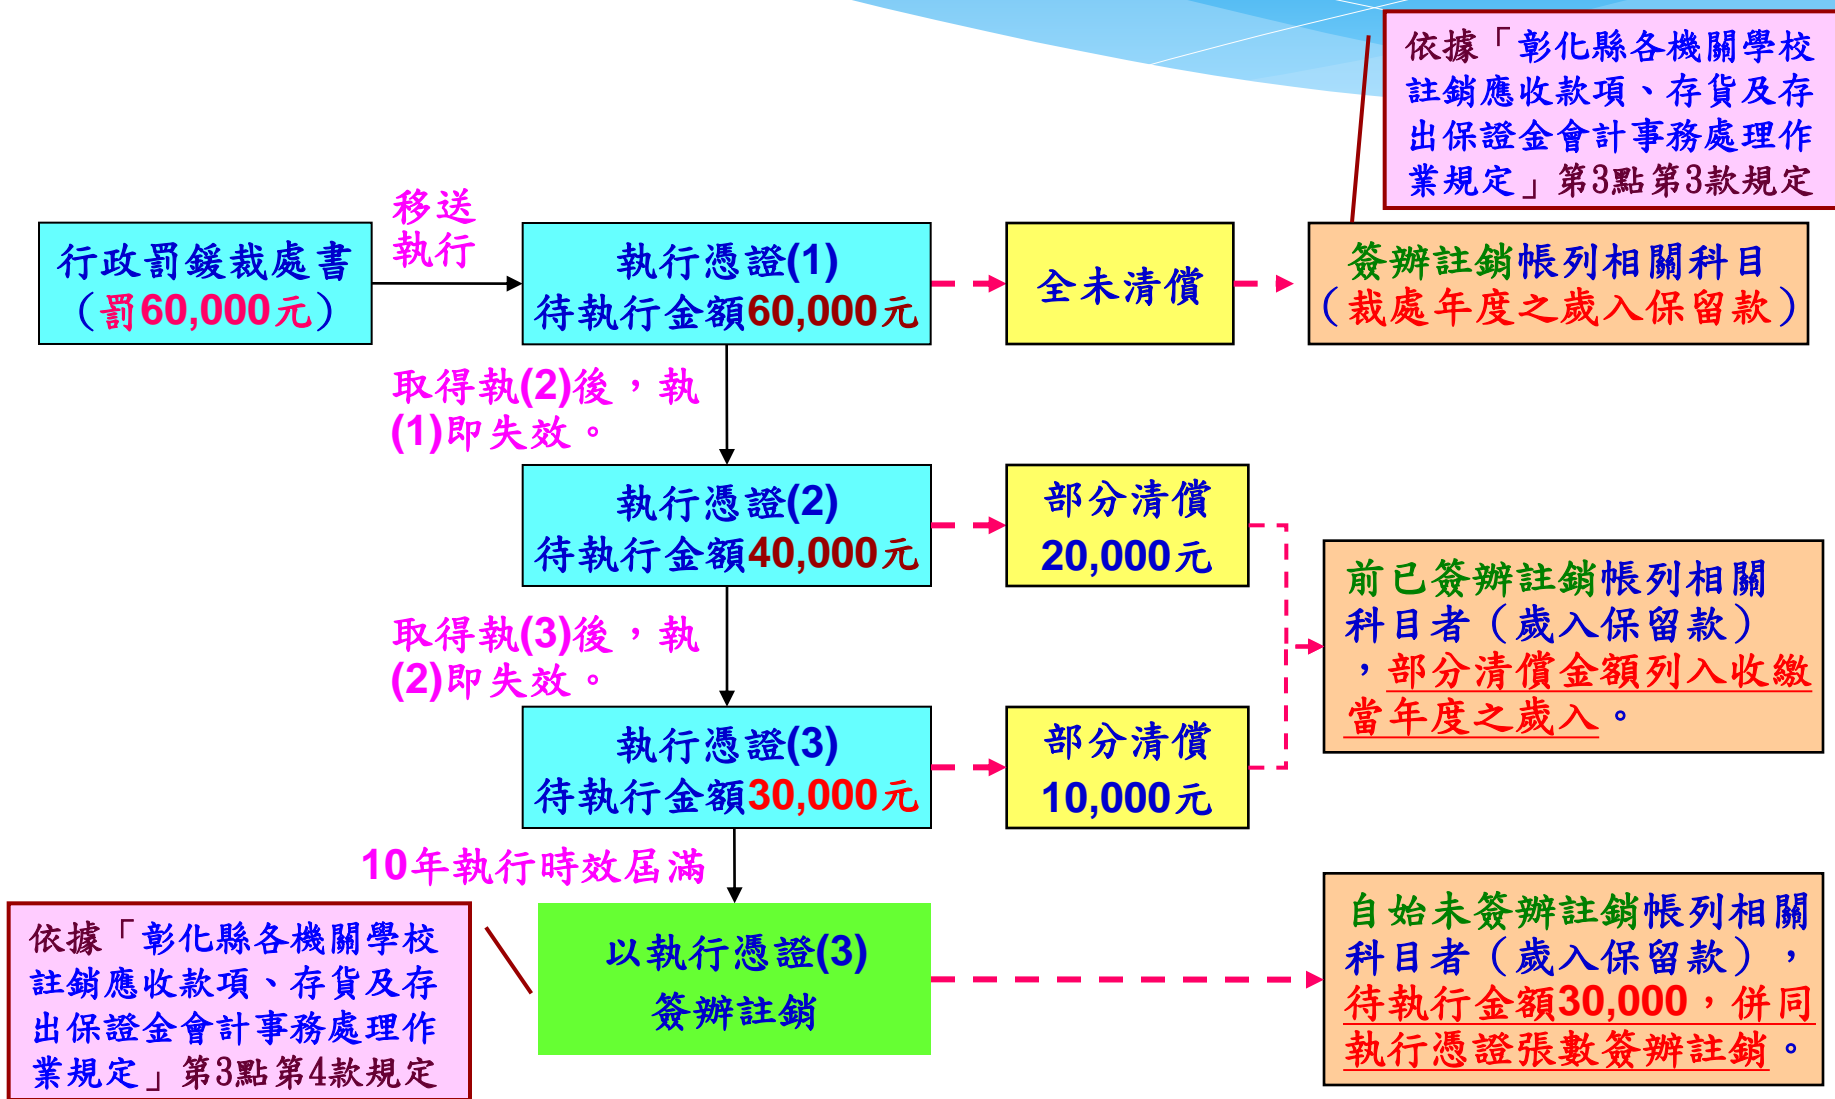 依據「彰化縣各機關學校
註銷應收款項、存貨及存
出保證金會計事務處理作
業規定」第3點第3款規定
移送
執行
行政罰鍰裁處書
（罰60,000元）
執行憑證(1)
待執行金額60,000元
全未清償
簽辦註銷帳列相關科目
（裁處年度之歲入保留款）
取得執(2)後，執
(1)即失效。
執行憑證(2)
待執行金額40,000元
部分清償
20,000元
前已簽辦註銷帳列相關
科目者（歲入保留款）
，部分清償金額列入收繳
當年度之歲入。
取得執(3)後，執
(2)即失效。
執行憑證(3)
待執行金額30,000元
部分清償
10,000元
10年執行時效屆滿
依據「彰化縣各機關學校
註銷應收款項、存貨及存
出保證金會計事務處理作
業規定」第3點第4款規定
以執行憑證(3)
簽辦註銷
自始未簽辦註銷帳列相關
科目者（歲入保留款），
待執行金額30,000，併同
執行憑證張數簽辦註銷。